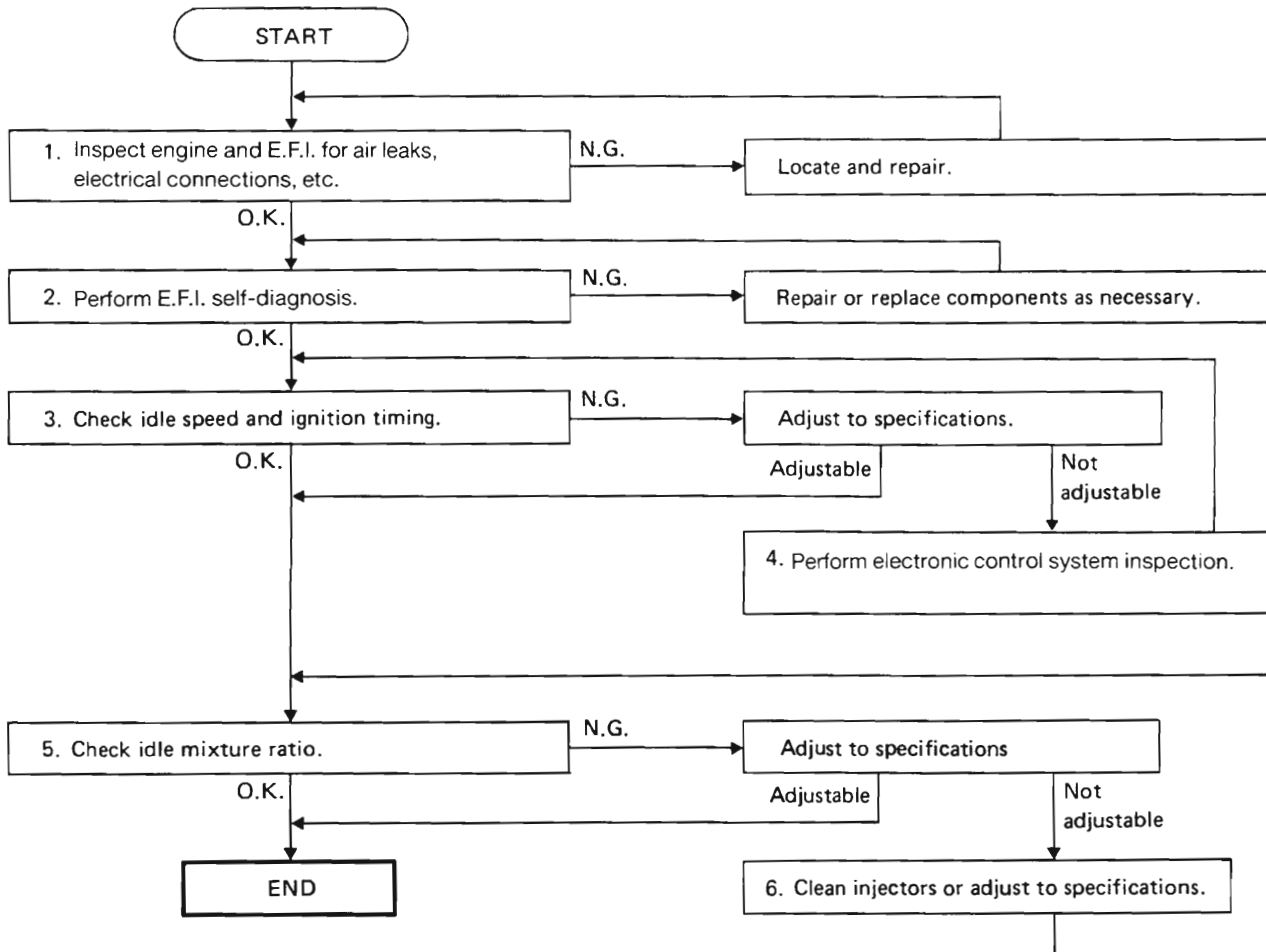 START
1. Inspect engine and E.F.I. for air leaks,
electrical connections, etc.
N.G.
Locate and repair.
O.K.
2. Perform E.F.I. self-diagnosis.
N.G.
Repair or replace components as necessary.
O.K.
3. Check idle speed and ignition timing.
N.G.
Adjust to specifications.
O.K.
Adjustable
Not
adjustable
4. Perform electronic control system inspection.
5. Check idle mixture ratio.
N.G.
Adjust to specifications
O.K.
Adjustable
Not
adjustable
END
6. Clean injectors or adjust to specifications.